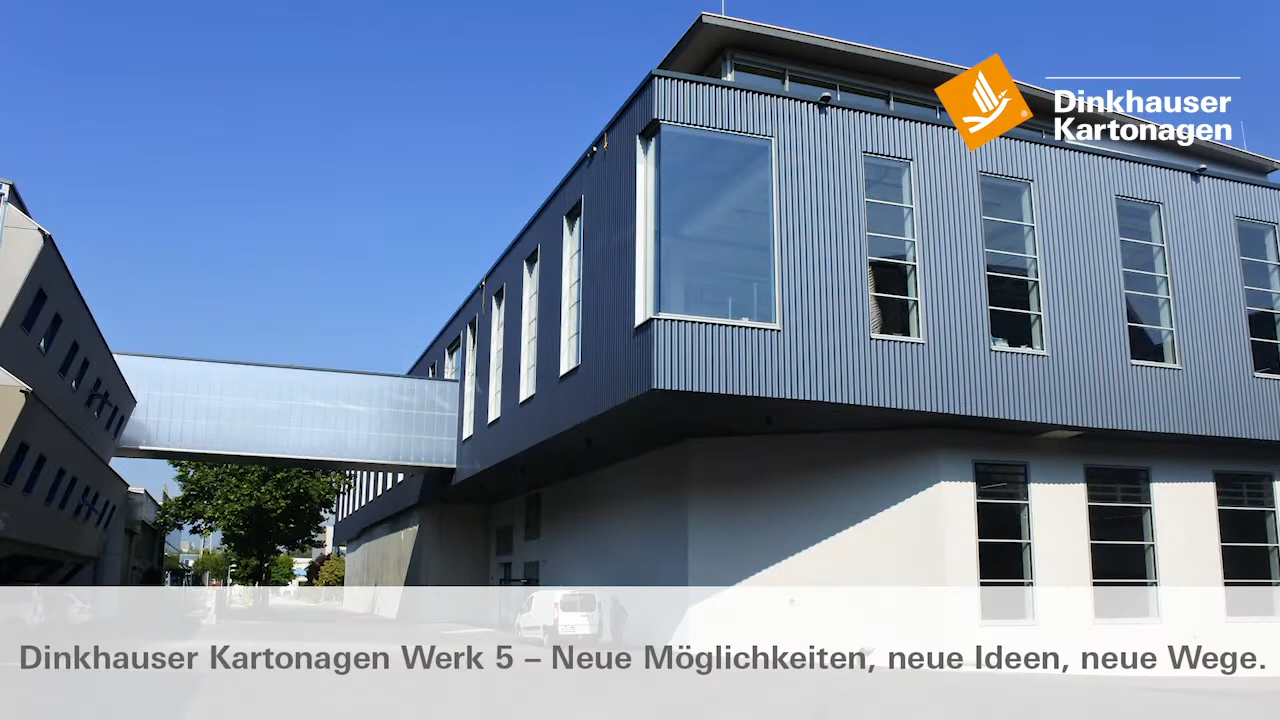 Dinkhauser
Kartonagen
Dinkhauser Kartonagen Werk 5 – Neue Möglichkeiten, neue Ideen, neue Wege.